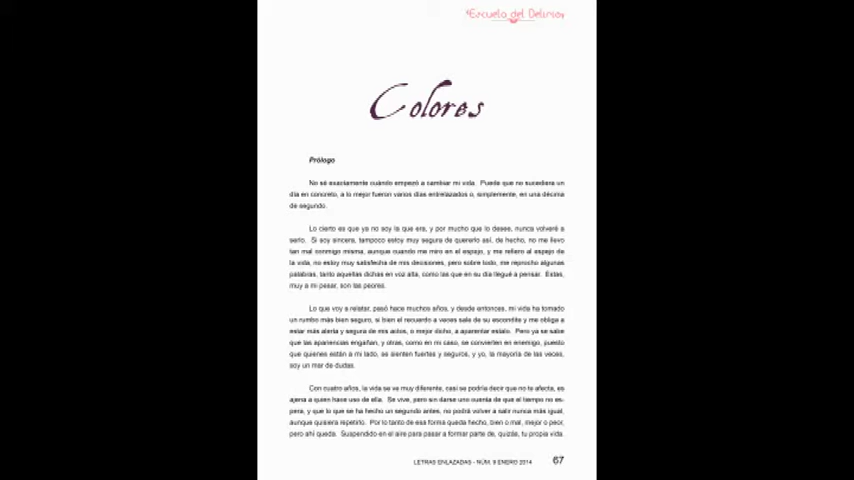 Escuela del Delirio
Colores
Prólogo
No sé exactamente cuándo empezó a cambiar mi vida. Puede que no sucediera un
día en concreto, a lo mejor fueron varios días entrelazados o, simplemente, en una décima
de segundo.
Lo cierto es que ya no soy la que era, y por mucho que lo desee, nunca volveré a
serlo. Si soy sincera, tampoco estoy muy segura de quererlo así, de hecho, no me llevo
tan mal conmigo misma, aunque cuando me miro en el espejo, y me refiero al espejo de
la vida, no estoy muy satisfecha de mis decisiones, pero sobre todo, me reprocho algunas
palabras, tanto aquellas dichas en voz alta, como las que en su día llegué a pensar. Estas,
muy a mi pesar, son las peores.
Lo que voy a relatar, pasó hace muchos años, y desde entonces, mi vida ha tomado
un rumbo más bien seguro, si bien el recuerdo a veces sale de su escondite y me obliga a
estar más alerta y segura de mis actos, o mejor dicho, a aparentar estarlo. Pero ya se sabe
que las apariencias engañan, y otras, como en mi caso, se convierten en enemigo, puesto
que quienes están a mi lado, se sienten fuertes y seguros, y yo, la mayoría de las veces,
soy un mar de dudas.
Con cuatro años, la vida se ve muy diferente, casi se podría decir que no te afecta, es
ajena a quien hace uso de ella. Se vive, pero sin darse uno cuenta de que el tiempo no es-
pera, y que lo que se ha hecho un segundo antes, no podrá volver a salir nunca más igual,
aunque quisiera repetirlo. Por lo tanto de esa forma queda hecho, bien o mal, mejor o peor,
pero ahí queda. Suspendido en el aire para pasar a formar parte de, quizás, tu propia vida.
LETRAS ENLAZADAS - NÚM. 9 ENERO 2014 67